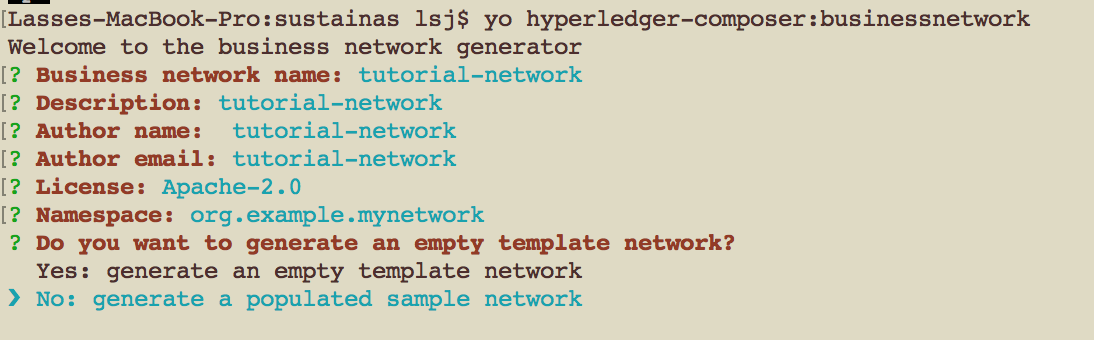 [Lasses-MacBook-Pro:sustainas lsj$ yo hyperledger-composer:businessnetwork
Welcome to the business network generator
[? Business network name: tutorial-network
[? Description: tutorial-network
[? Author name:  tutorial-network
[? Author email: tutorial-network
[? License: Apache-2.0
[? Namespace: org.example.mynetwork
? Do you want to generate an empty template network?
Yes: generate an empty template network
❯ No: generate a populated sample network